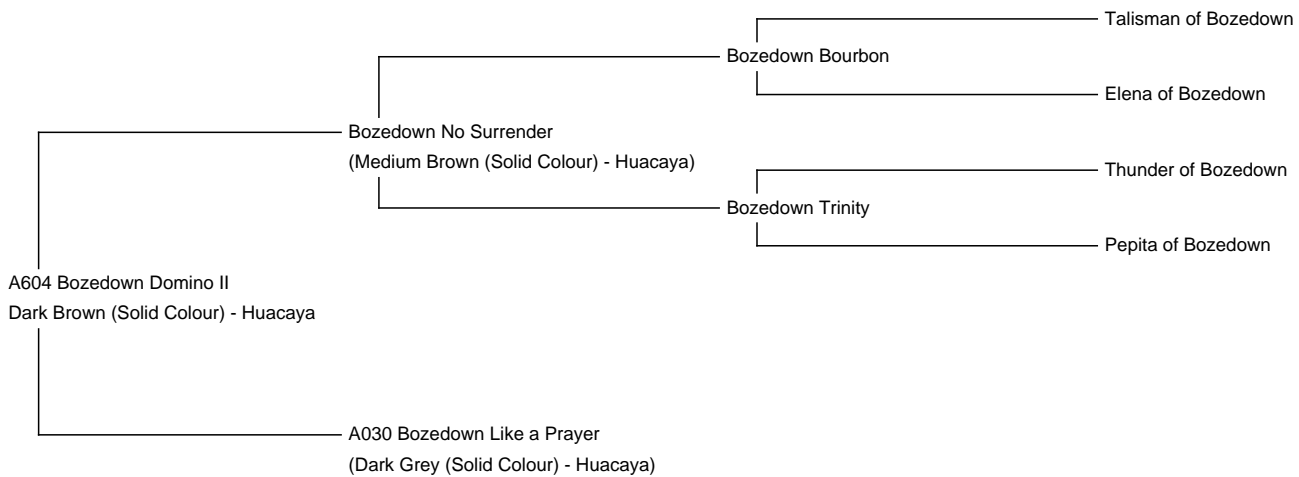 Talisman of Bozedown
Bozedown Bourbon
Elena of Bozedown
Bozedown No Surrender
(Medium Brown (Solid Colour) - Huacaya)
Thunder of Bozedown
Bozedown Trinity
Pepita of Bozedown
A604 Bozedown Domino II
Dark Brown (Solid Colour) - Huacaya
A030 Bozedown Like a Prayer
(Dark Grey (Solid Colour) - Huacaya)